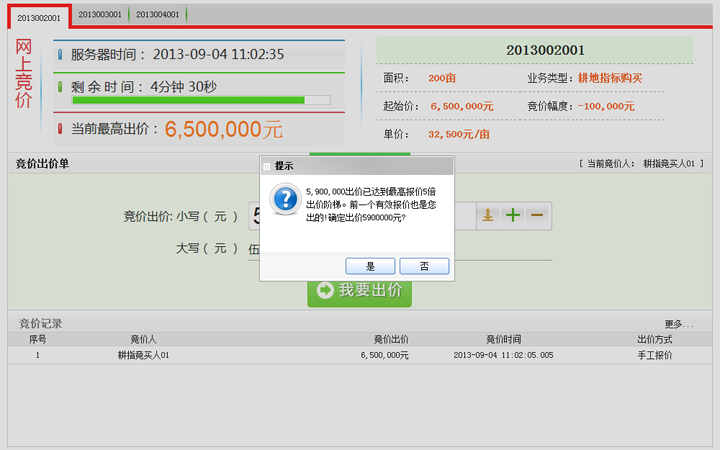 2013002001
2013003001
2013004001
网上竞价
服务器时间： 2013-09-04 11:02:35
剩 余 时 间： 4分钟 30秒
当前最高出价： 6,500,000元
2013002001
面积： 200亩
业务类型： 耕地指标购买
起始价： 6,500,000元
竞价幅度： -100,000元
单价： 32,500元/亩
竞价出价单
[ 当前竞价人： 耕指竟买人01 ]
提示
5,900,000出价已达到最高报价5倍
出价阶梯。前一个有效报价也是您
出的!确定出价5900000元?
是
否
竞价出价: 小写（ 元 ）
5
大写（ 元 ）
伍
我要出价
竞价记录
更多...
序号 竞价人 竞价出价 竞价时间 出价方式
1 耕指竟买人01 6,500,000元 2013-09-04 11:02:05.005 手工报价